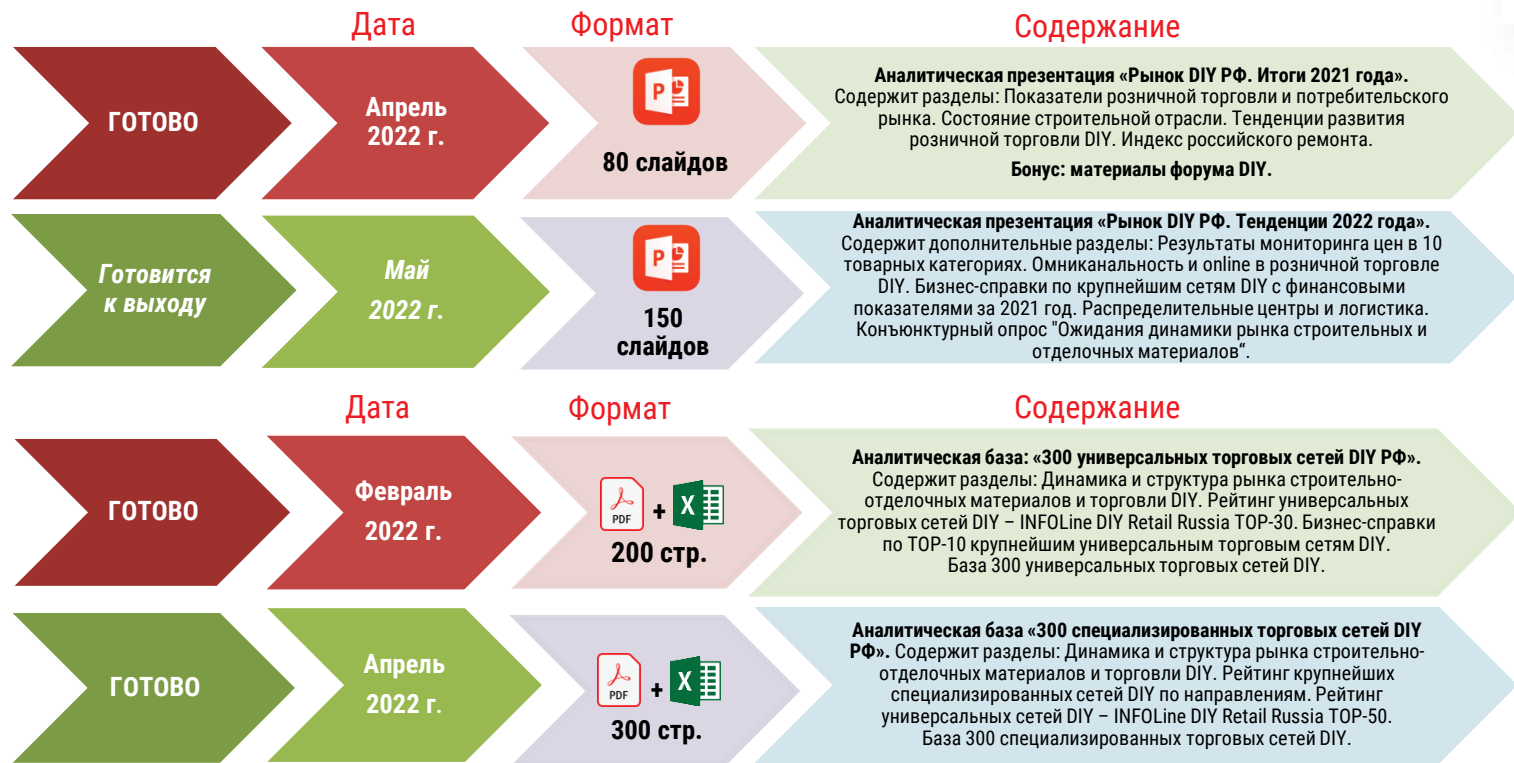 Дата
Формат
Содержание
ГОТОВО
Апрель
2022 г.
P
80 слайдов
Аналитическая презентация «Рынок DIY РФ. Итоги 2021 года».
Содержит разделы: Показатели розничной торговли и потребительского
рынка. Состояние строительной отрасли. Тенденции развития
розничной торговли DIY. Индекс российского ремонта.
Бонус: материалы форума DIY.
Готовится
к выходу
Май
2022 г.
P
150
слайдов
Аналитическая презентация «Рынок DIY РФ. Тенденции 2022 года».
Содержит дополнительные разделы: Результаты мониторинга цен в 10
товарных категориях. Омниканальность и online в розничной торговле
DIY. Бизнес-справки по крупнейшим сетям DIY с финансовыми
показателями за 2021 год. Распределительные центры и логистика.
Конъюнктурный опрос "Ожидания динамики рынка строительных и
отделочных материалов“.
Дата
Формат
Содержание
ГОТОВО
Февраль
2022 г.
PDF + X
200 стр.
Аналитическая база: «300 универсальных торговых сетей DIY РФ».
Содержит разделы: Динамика и структура рынка строительно-
отделочных материалов и торговли DIY. Рейтинг универсальных
торговых сетей DIY – INFOLine DIY Retail Russia TOP-30. Бизнес-справки
по TOP-10 крупнейшим универсальным торговым сетям DIY.
База 300 универсальных торговых сетей DIY.
ГОТОВО
Апрель
2022 г.
PDF + X
300 стр.
Аналитическая база «300 специализированных торговых сетей DIY
РФ». Содержит разделы: Динамика и структура рынка строительно-
отделочных материалов и торговли DIY. Рейтинг крупнейших
специализированных сетей DIY по направлениям. Рейтинг
универсальных сетей DIY – INFOLine DIY Retail Russia TOP-50.
База 300 специализированных торговых сетей DIY.